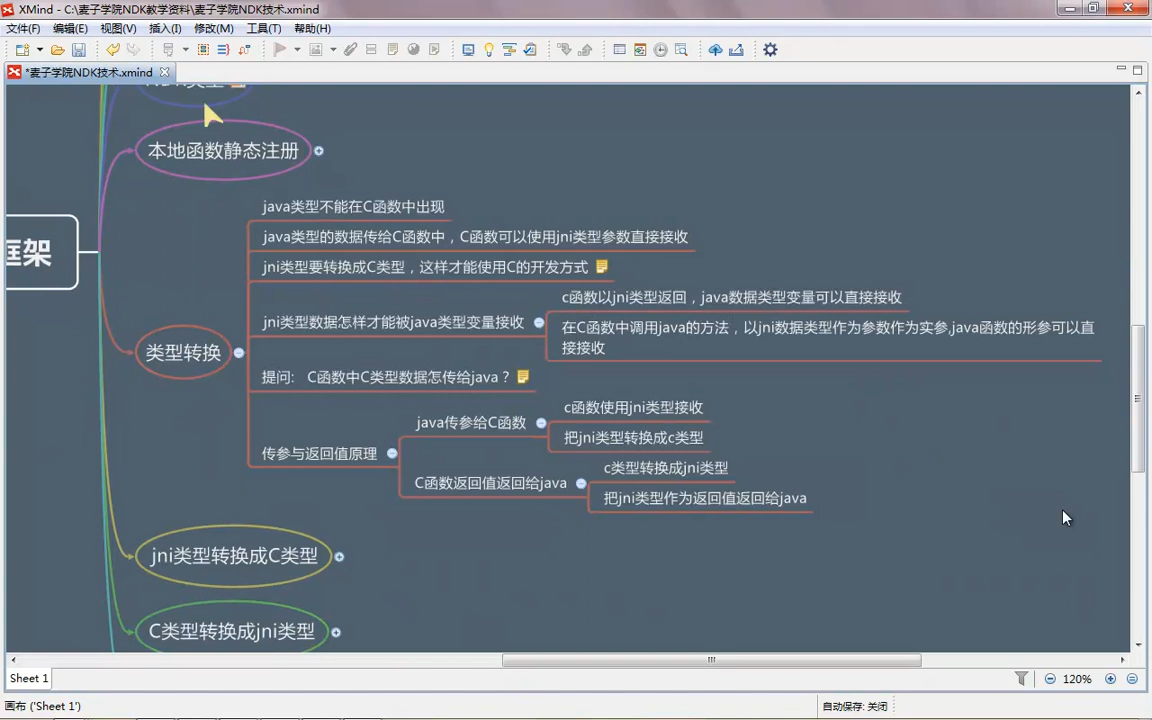 XMind - C:\麦子学院NDK教学资料\麦子学院NDK技术.xmind
文件(F) 编辑(E) 视图(V) 插入(I) 修改(M) 工具(T) 帮助(H)
*麦子学院NDK技术.xmind
本地函数静态注册
框架
java类型不能在C函数中出现
java类型的数据传给C函数中，C函数可以使用jni类型参数直接接收
jni类型要转换成C类型，这样才能使用C的开发方式
c函数以jni类型返回，java数据类型变量可以直接接收
jni类型数据怎样才能被java类型变量接收
在C函数中调用java的方法，以jni数据类型作为参数作为实参,java函数的形参可以直
接接收
类型转换
提问: C函数中C类型数据怎传给java？
c函数使用jni类型接收
java传参给C函数
把jni类型转换成c类型
传参与返回值原理
c类型转换成jni类型
C函数返回值返回给java
把jni类型作为返回值返回给java
jni类型转换成C类型
C类型转换成jni类型
Sheet 1
120%
画布 ('Sheet 1')
自动保存: 关闭